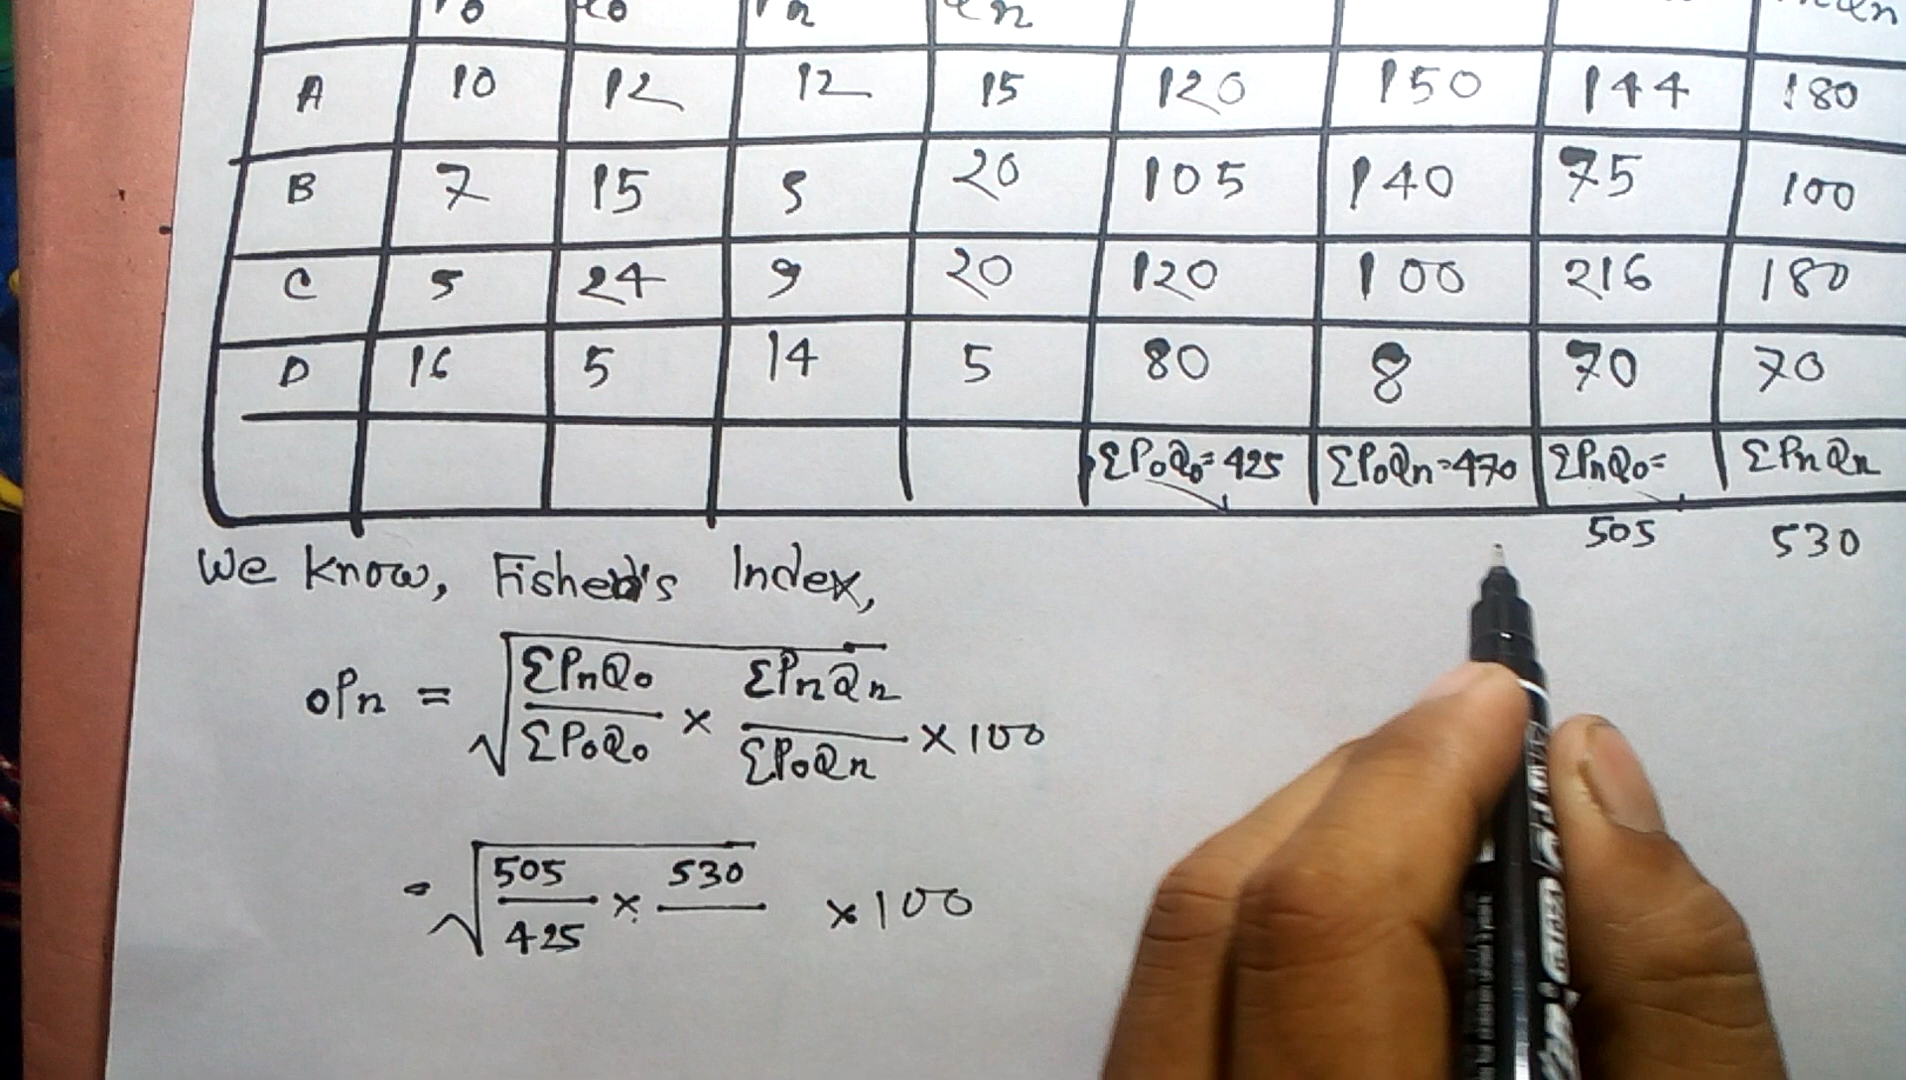 A 10 12 12 15 120 150 144 180
B 7 15 5 20 105 140 75 100
C 5 24 9 20 120 100 216 180
D 16 5 14 5 80 8 70 70
ΣP₀Q₀=425 ΣP₀Qn=470 ΣPnQ₀= ΣPnQn
505 530
We know, Fisher's Index,
oPn = √ΣPnQ₀/ΣP₀Q₀ × ΣPnQn/ΣP₀Qn × 100
= √505/425 × 530/ × 100